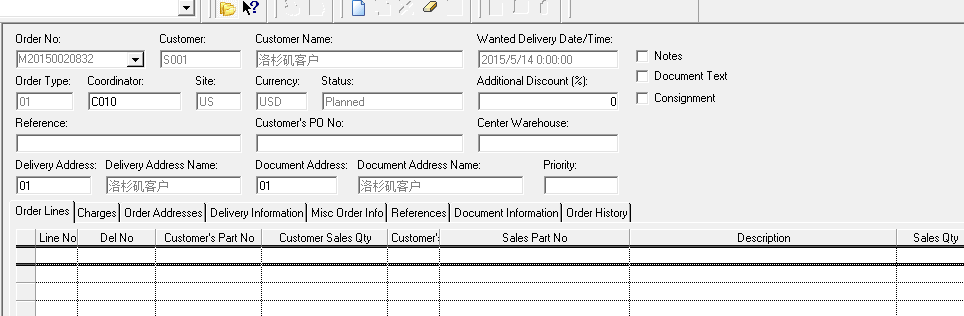 Order No: Customer: Customer Name: Wanted Delivery Date/Time:
M20150020832 S001 洛杉矶客户 2015/5/14 0:00:00 Notes
Order Type: Coordinator: Site: Currency: Status: Additional Discount (%): Document Text
01 C010 US USD Planned 0 Consignment
Reference: Customer's PO No: Center Warehouse:
Delivery Address: Delivery Address Name: Document Address: Document Address Name: Priority:
01 洛杉矶客户 01 洛杉矶客户
Order Lines Charges Order Addresses Delivery Information Misc Order Info References Document Information Order History
Line No Del No Customer's Part No Customer Sales Qty Customer's Sales Part No Description Sales Qty